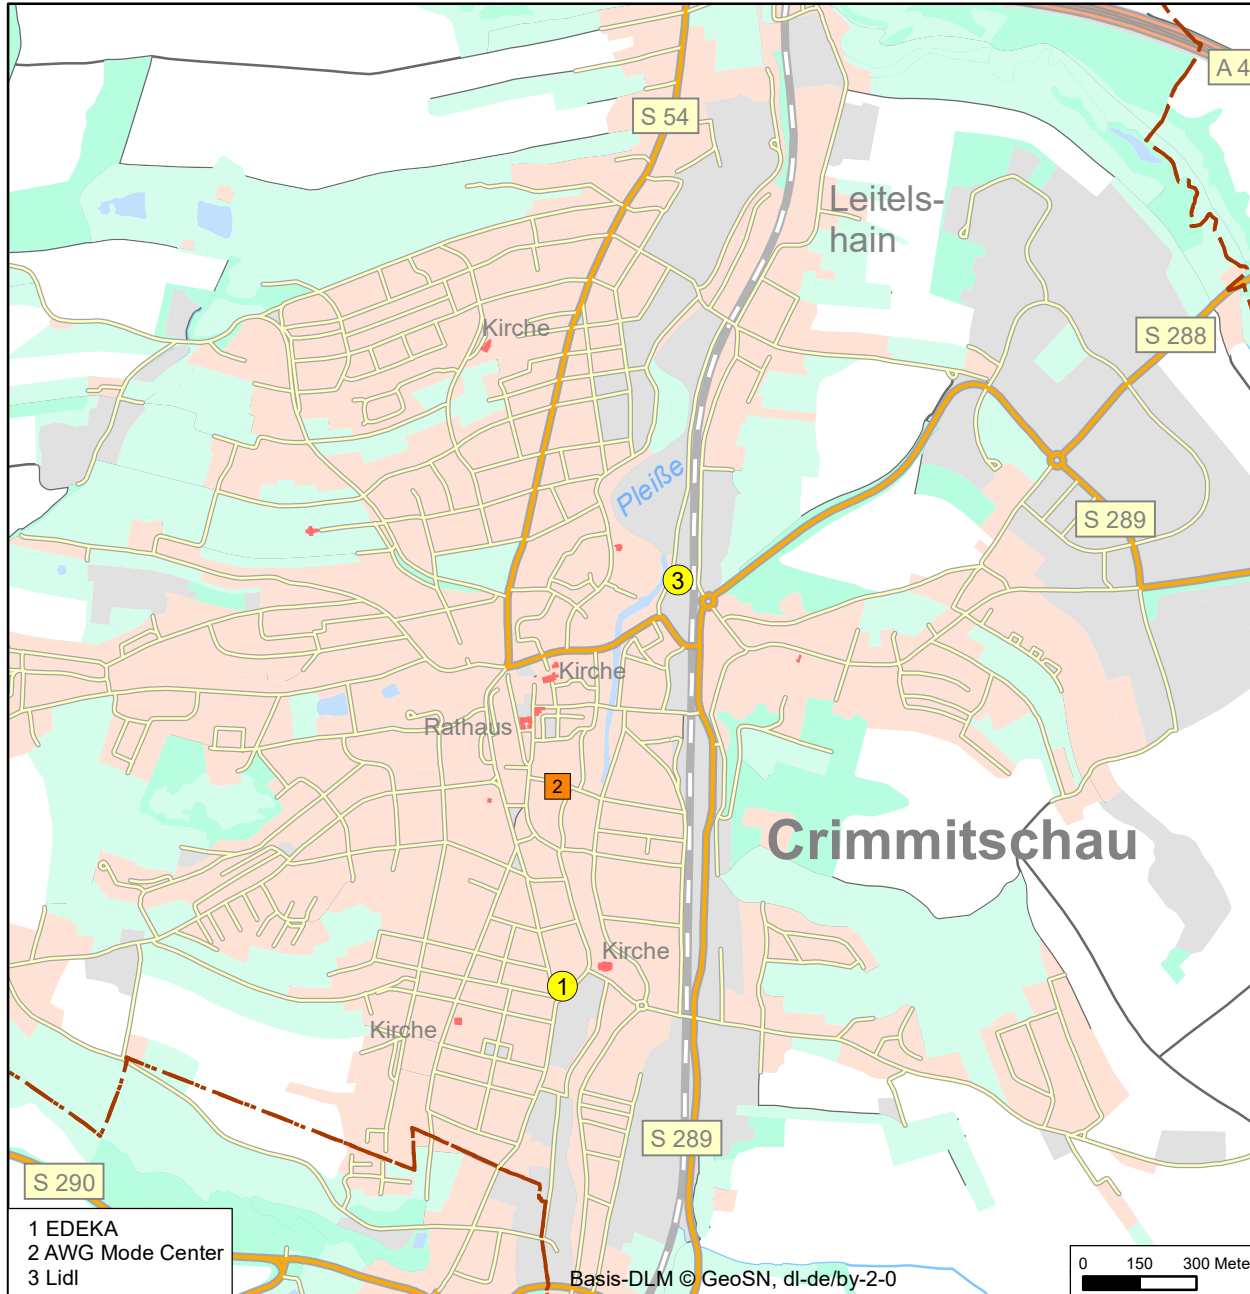 A 4
S 54
Leitels-
hain
S 288
Kirche
Pleiße
S 289
3
Kirche
Rathaus
2
Crimmitschau
Kirche
1
Kirche
S 289
S 290
1 EDEKA
2 AWG Mode Center
3 Lidl
Basis-DLM © GeoSN, dl-de/by-2-0
0 150 300 Mete